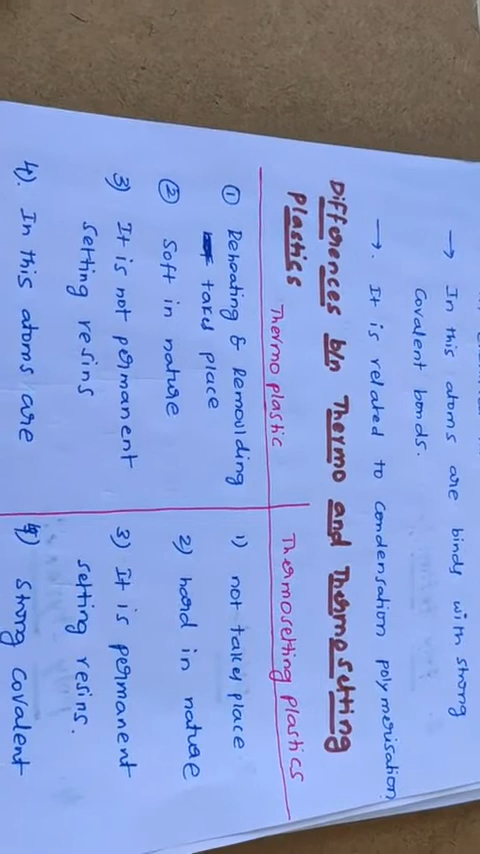 → In this atoms are binds with strong
covalent bonds.
→. It is related to condensation polymerisation
Differences b/n Thermo and Thermosetting
Plastics
Thermo plastic
Thermosetting Plastics
① Reheating & Remoulding
takes place
1) not takes place
② Soft in nature
2) hard in nature
3) It is not permanent
setting resins
3) It is permanent
setting resins.
4). In this atoms are
4) Strong covalent